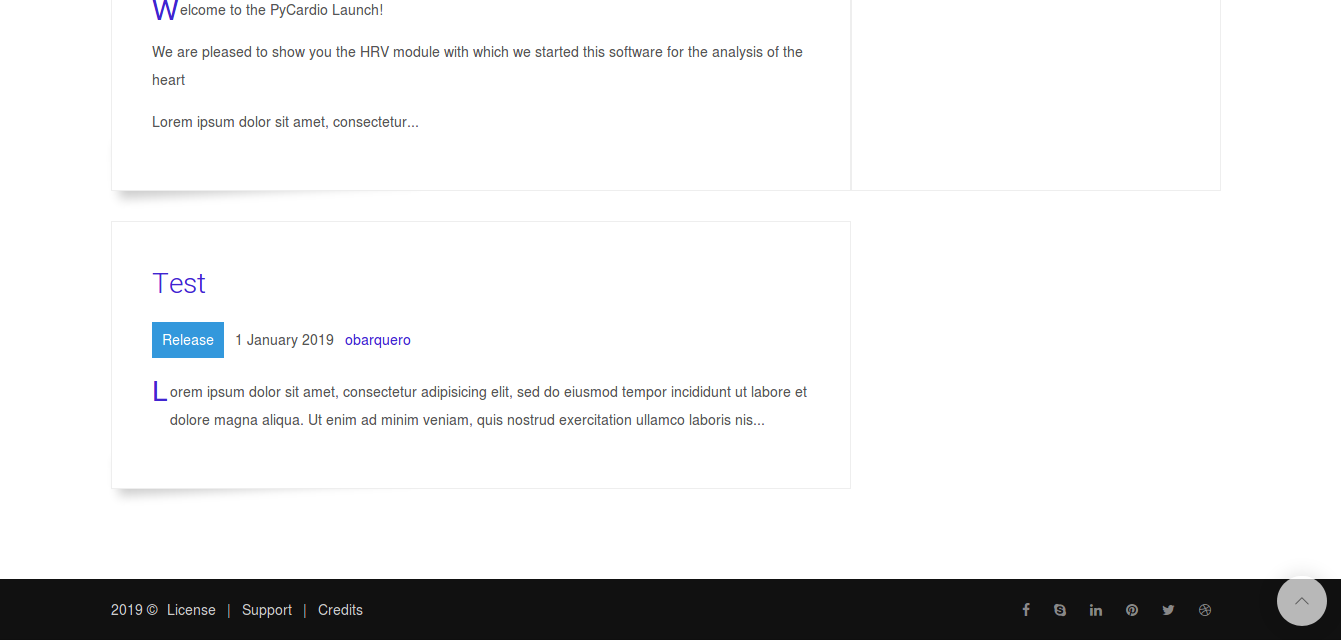 Welcome to the PyCardio Launch!
We are pleased to show you the HRV module with which we started this software for the analysis of the
heart
Lorem ipsum dolor sit amet, consectetur...
Test
Release 1 January 2019 obarquero
Lorem ipsum dolor sit amet, consectetur adipisicing elit, sed do eiusmod tempor incididunt ut labore et
dolore magna aliqua. Ut enim ad minim veniam, quis nostrud exercitation ullamco laboris nis...
2019 © License | Support | Credits